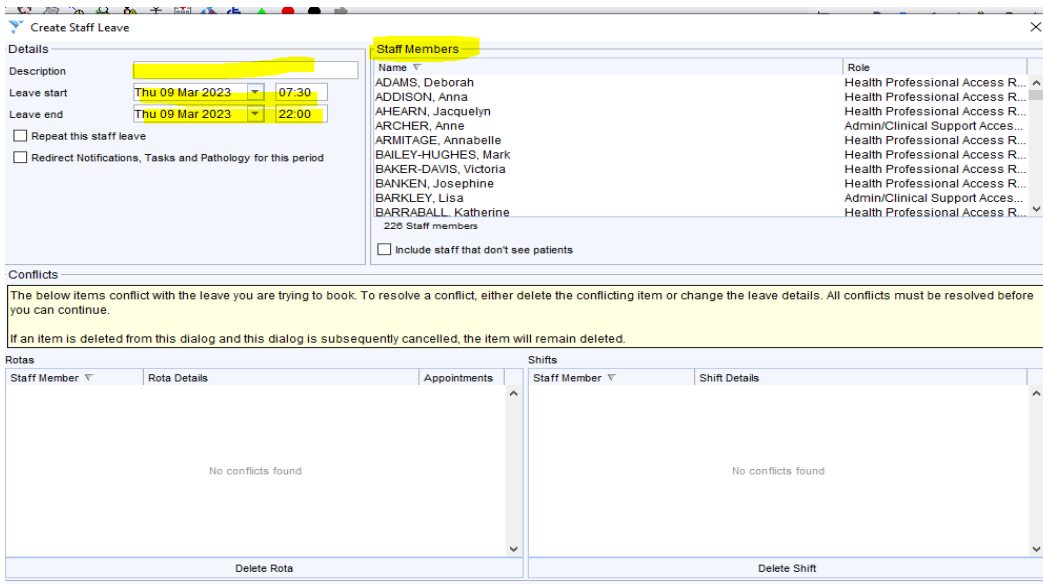 Create Staff Leave
Details
Description
Leave start Thu 09 Mar 2023 07:30
Leave end Thu 09 Mar 2023 22:00
Repeat this staff leave
Redirect Notifications, Tasks and Pathology for this period
Staff Members
Name Role
ADAMS, Deborah Health Professional Access R...
ADDISON, Anna Health Professional Access R...
AHEARN, Jacquelyn Health Professional Access R...
ARCHER, Anne Admin/Clinical Support Acces...
ARMITAGE, Annabelle Health Professional Access R...
BAILEY-HUGHES, Mark Health Professional Access R...
BAKER-DAVIS, Victoria Health Professional Access R...
BANKEN, Josephine Health Professional Access R...
BARKLEY, Lisa Admin/Clinical Support Acces...
BARRABALL, Katherine Health Professional Access R...
226 Staff members
Include staff that don't see patients
Conflicts
The below items conflict with the leave you are trying to book. To resolve a conflict, either delete the conflicting item or change the leave details. All conflicts must be resolved before
you can continue.
If an item is deleted from this dialog and this dialog is subsequently cancelled, the item will remain deleted.
Rotas
Staff Member Rota Details Appointments
No conflicts found
Delete Rota
Shifts
Staff Member Shift Details
No conflicts found
Delete Shift